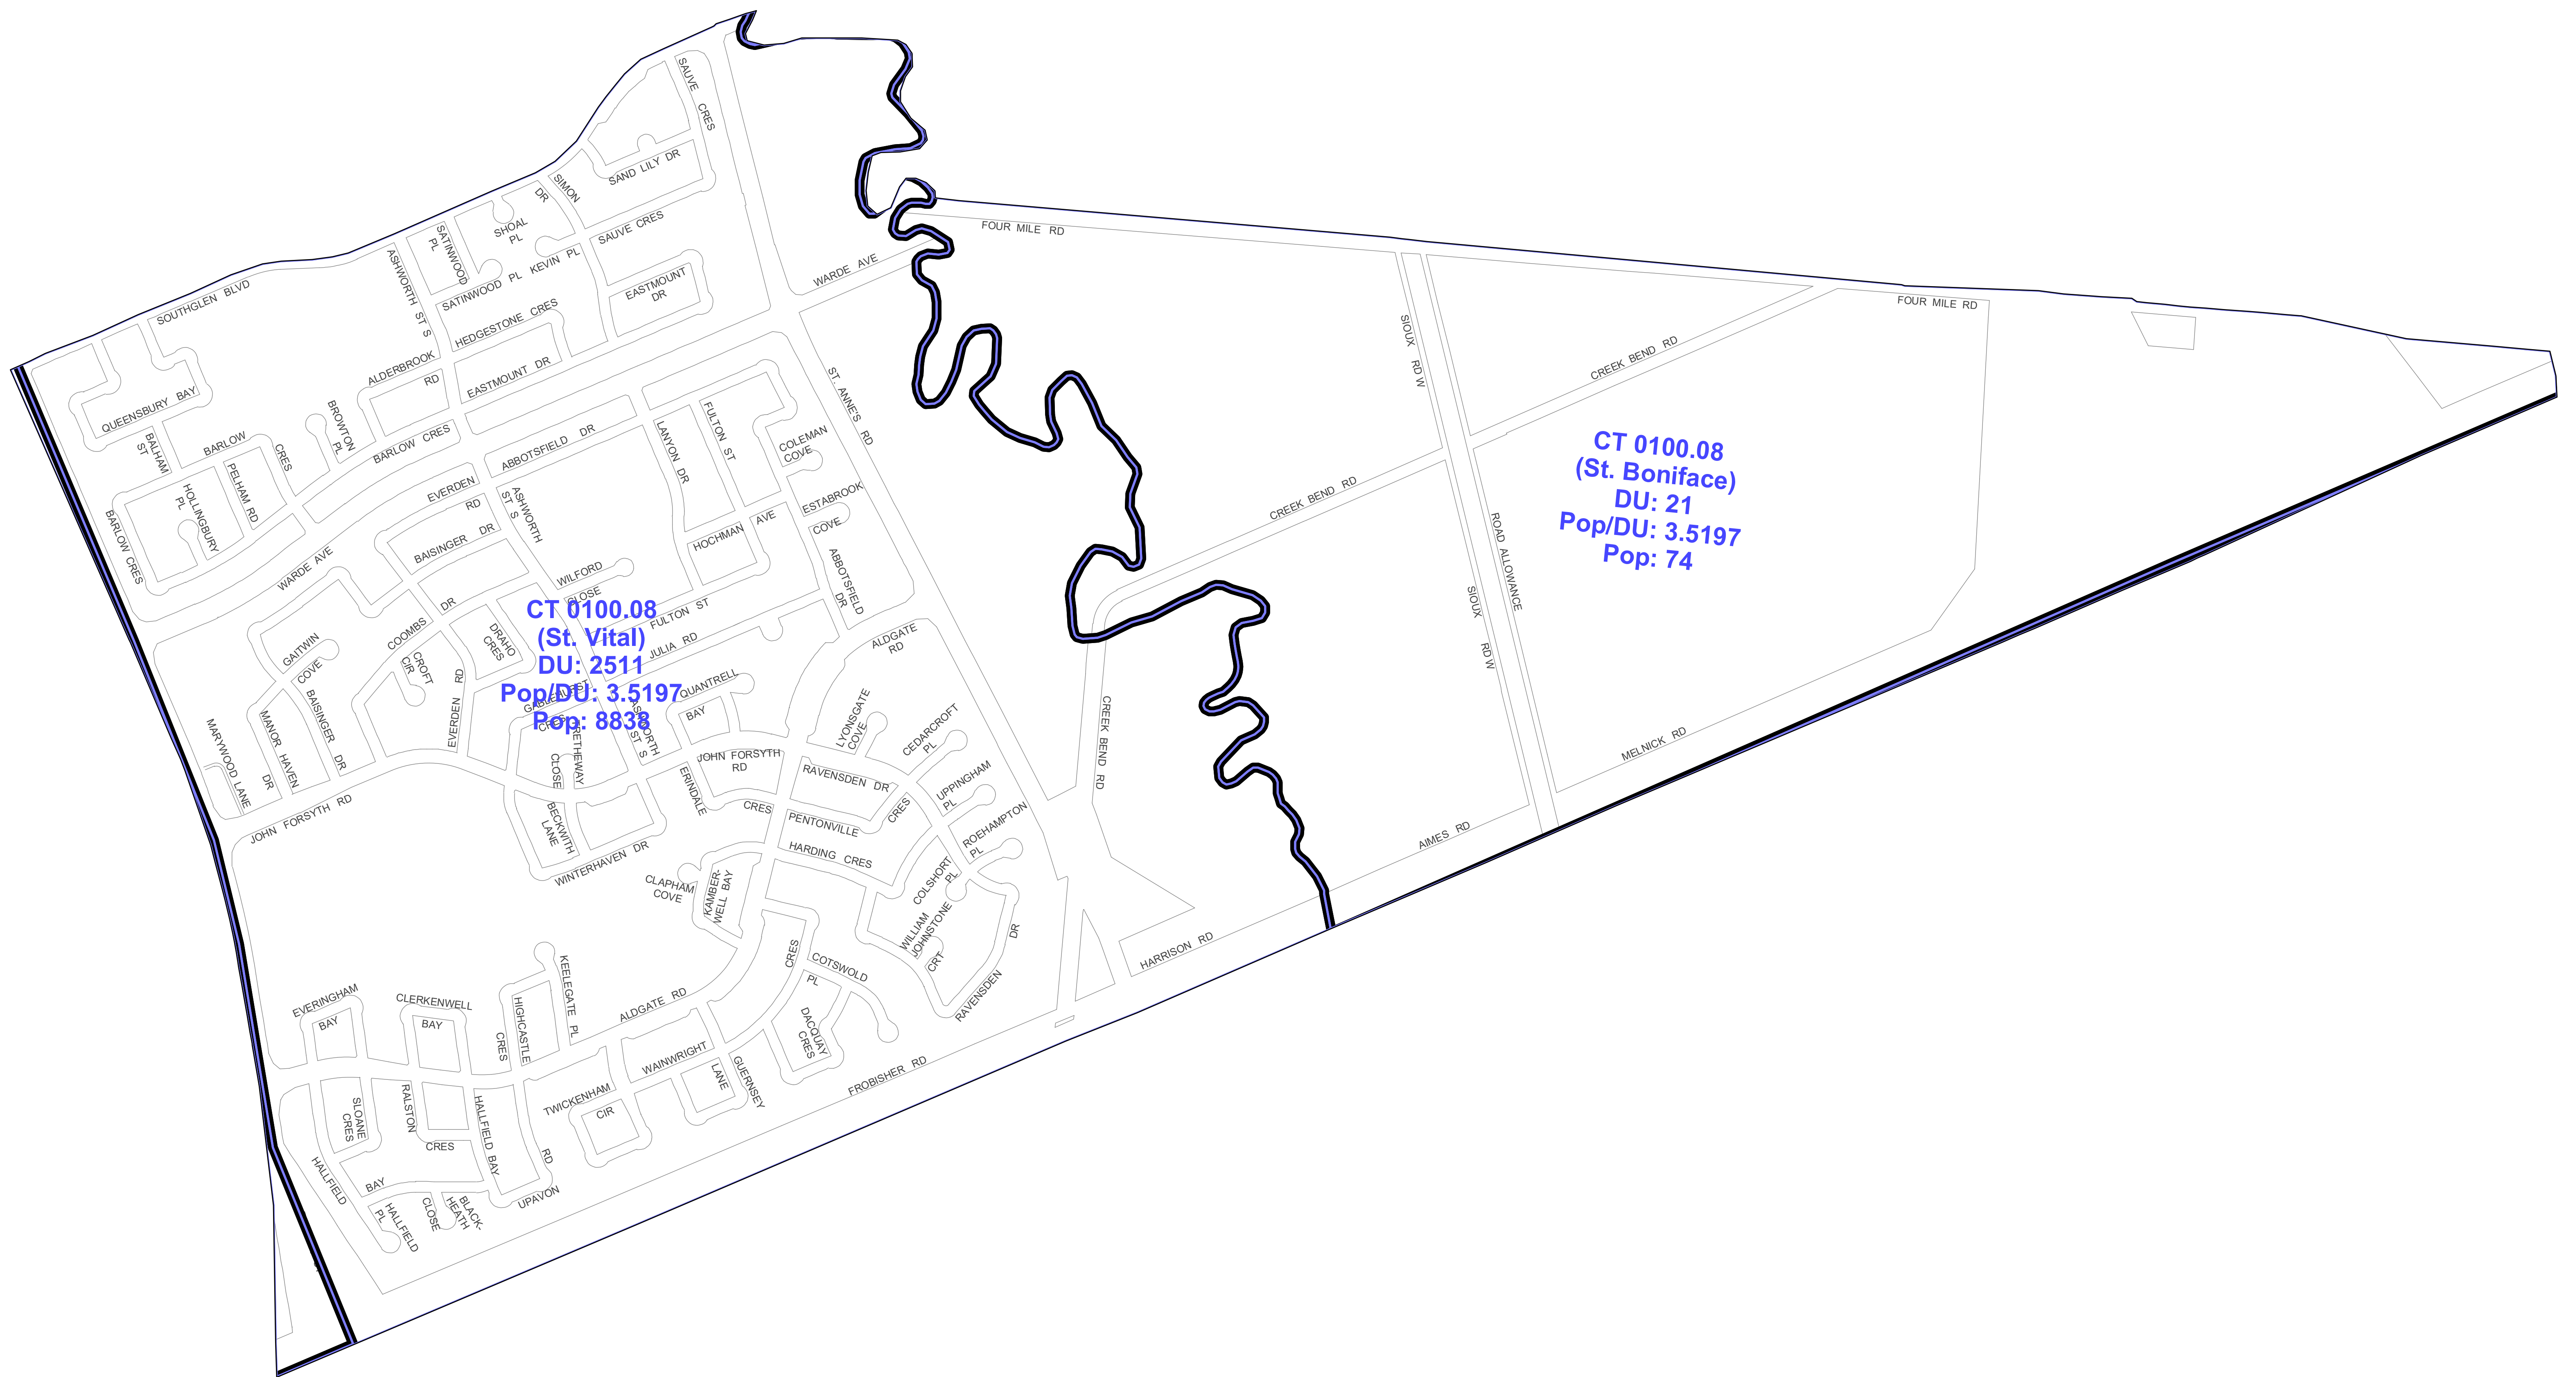 SAUVE CRES
SAND LILY DR
SIMON
DR
SHOAL
PL
SATINWOOD
PL
SAUVE CRES
ASHWORTH ST S
SATINWOOD PL
KEVIN PL
EASTMOUNT
DR
SOUTHGLEN BLVD
HEDGESTONE CRES
ALDERBROOK
RD
EASTMOUNT DR
QUEENSBURY BAY
BALHAM
ST
BARLOW
CRES
BROWTON
PL
BARLOW CRES
PELHAM RD
HOLLINGBURY
PL
BARLOW CRES
WARDE AVE
WARDE AVE
FOUR MILE RD
FOUR MILE RD
SIOUX RD W
CREEK BEND RD
CREEK BEND RD
ROAD ALLOWANCE
SIOUX RD W
CT 0100.08
(St. Boniface)
DU: 21
Pop/DU: 3.5197
Pop: 74
ST. ANNE'S RD
ABBOTSFIELD DR
LANYON DR
FULTON ST
COLEMAN
COVE
ESTABROOK
COVE
HOCHMAN AVE
EVERDEN
RD
ASHWORTH
ST S
BAISINGER DR
WILFORD
CLOSE
FULTON ST
JULIA RD
ABBOTSFIELD
DR
ALDGATE
RD
COOMBS DR
DRAHO
CRES
CROFT
CIR
GAITWIN
COVE
BAISINGER DR
MANOR HAVEN
DR
MARYWOOD LANE
EVERDEN RD
CT 0100.08
(St. Vital)
DU: 2511
Pop/DU: 3.5197
Pop: 8838
GABLEHURST
ASHWORTH
ST S
QUANTRELL
BAY
JOHN FORSYTH
RD
JOHN FORSYTH RD
CLOSE
BECKWITH
LANE
WINTERHAVEN DR
ERINDALE
CRES
LYONSGATE
COVE
CEDARCROFT
PL
RAVENSDEN DR
UPPINGHAM
PL
PENTONVILLE
CRES
ROEHAMPTON
PL
HARDING CRES
COLSHORT
PL
CLAPHAM
COVE
KAMBER-
WELL BAY
WILLIAM
JOHNSTONE
CRT
RAVENSDEN
DR
CREEK BEND RD
MELNICK RD
AIMES RD
HARRISON RD
CRES
COTSWOLD
PL
DACQUAY
CRES
KEELEGATE PL
ALDGATE RD
EVERINGHAM
BAY
CLERKENWELL
BAY
HIGHCASTLE
CRES
WAINWRIGHT
LANE
GUERNSEY
FROBISHER RD
TWICKENHAM
CIR
SLOANE
CRES
RALSTON
CRES
HALLFIELD BAY
RD
UPAVON
HALLFIELD
BAY
HALLFIELD
PL
BLACK-
HEATH
CLOSE